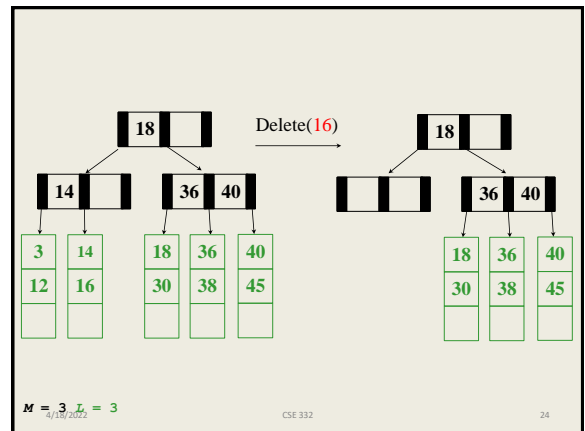 Delete(16)
18
18
14
36 40
36 40
3 14 18 36 40
18 36 40
12 16 30 38 45
30 38 45
M = 3 L = 3
4/18/2022
CSE 332
24